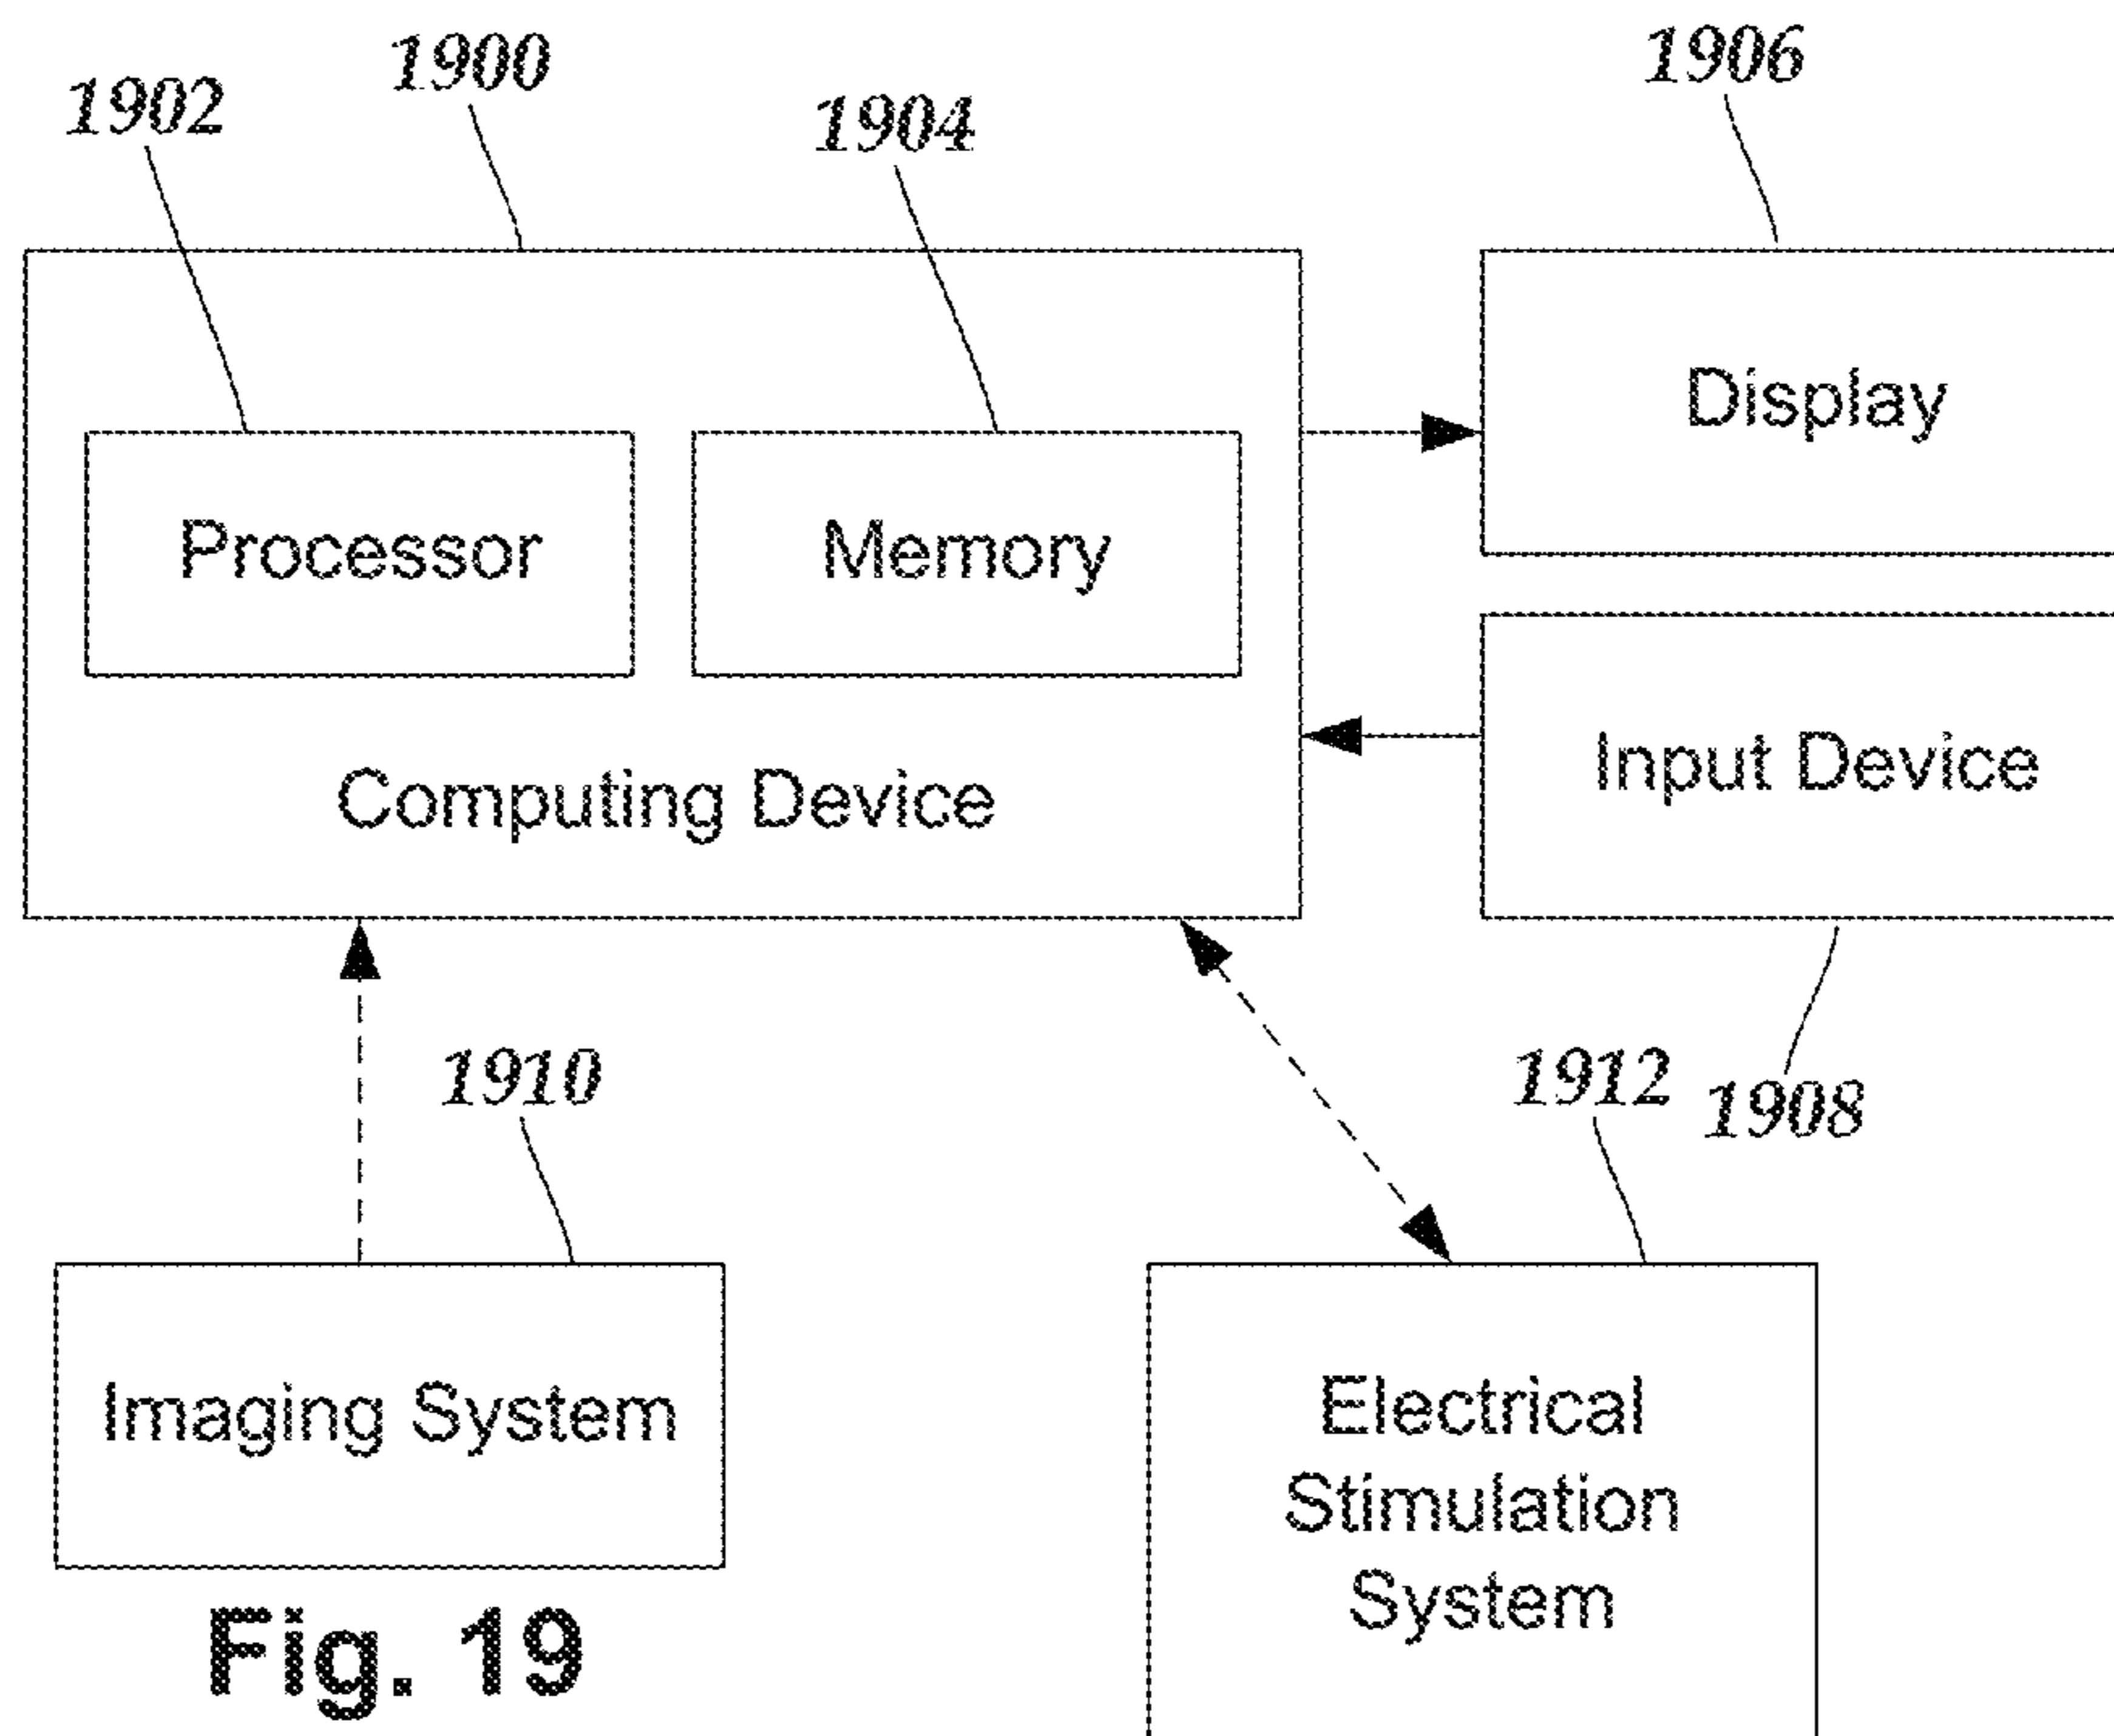 1900
1906
1902
1904
Display
Processor
Memory
Input Device
Computing Device
1910
1912
1908
Imaging System
Electrical
Stimulation
System
Fig. 19